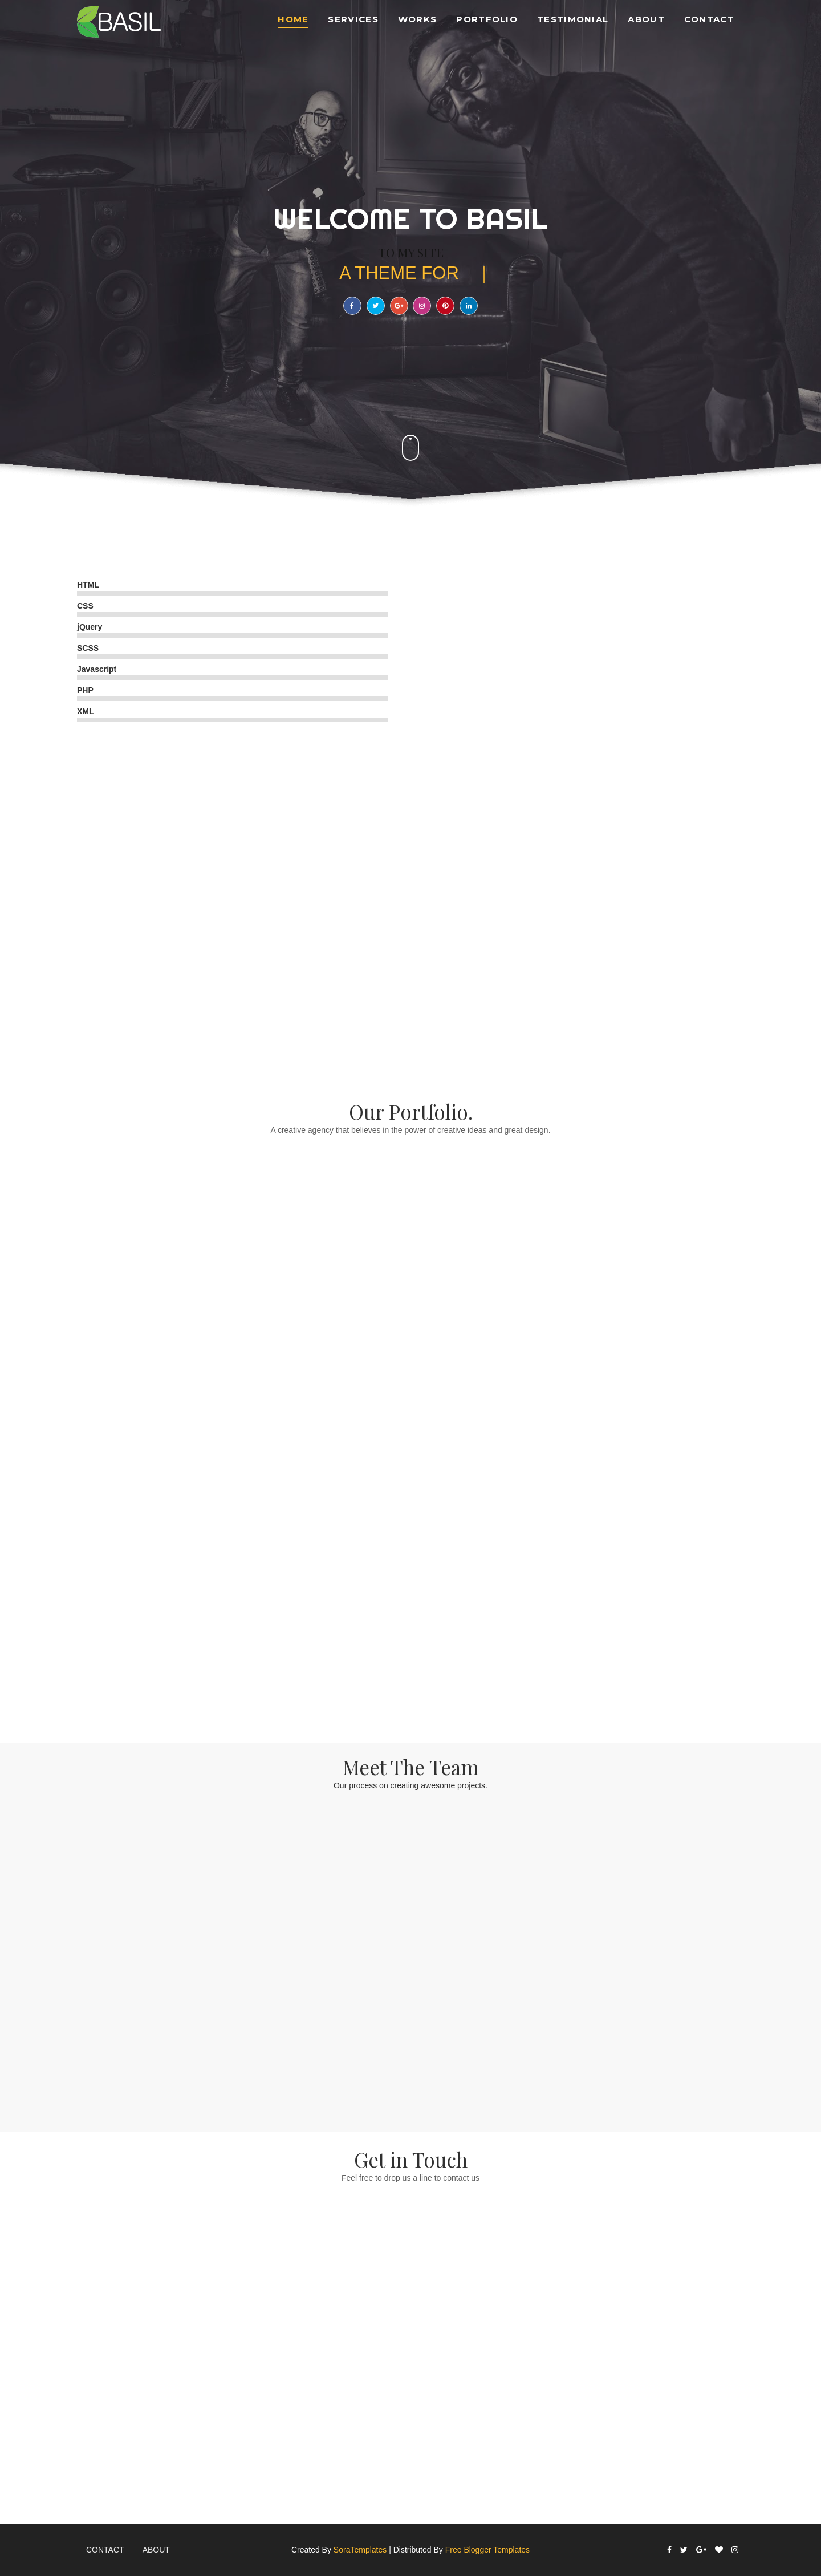 BASIL
HOME SERVICES WORKS PORTFOLIO TESTIMONIAL ABOUT CONTACT
WELCOME TO BASIL
TO MY SITE
A THEME FOR |
HTML
CSS
jQuery
SCSS
Javascript
PHP
XML
Our Portfolio.
A creative agency that believes in the power of creative ideas and great design.
Meet The Team
Our process on creating awesome projects.
Get in Touch
Feel free to drop us a line to contact us
CONTACT ABOUT Created By SoraTemplates | Distributed By Free Blogger Templates